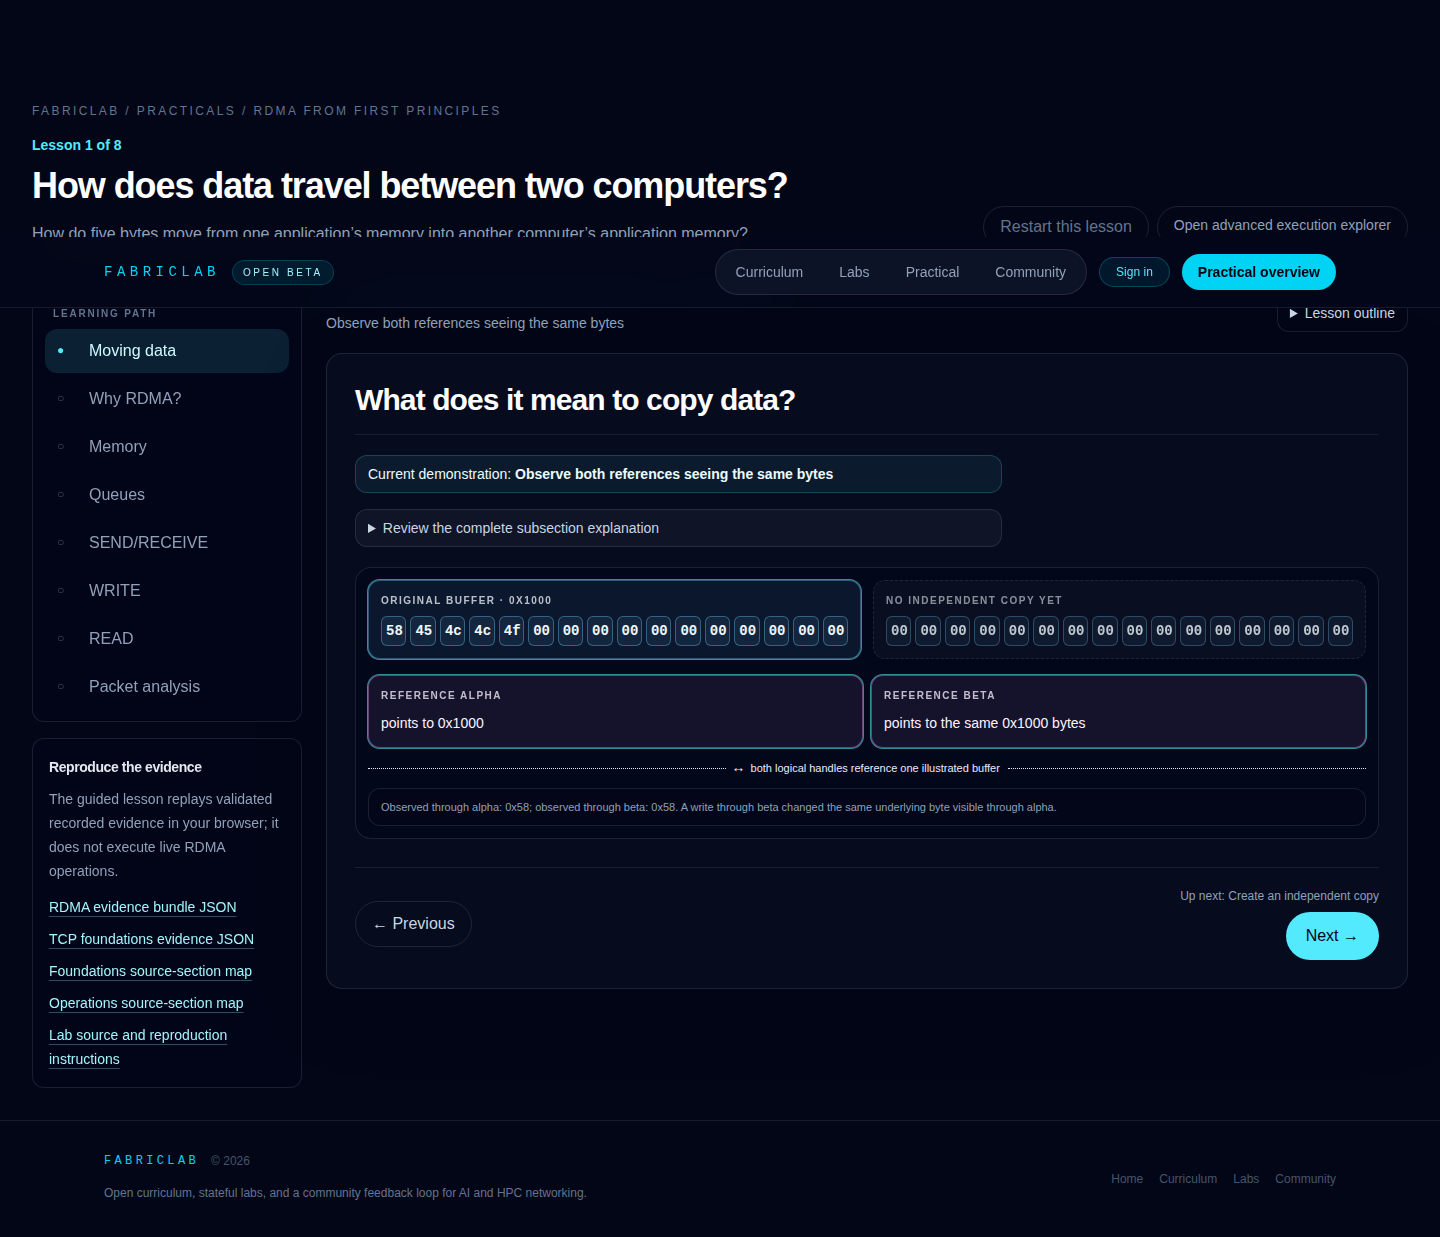 FABRICLAB / PRACTICALS / RDMA FROM FIRST PRINCIPLES
Lesson 1 of 8
How does data travel between two computers?
How do five bytes move from one application’s memory into another computer’s application memory?
Restart this lesson
Open advanced execution explorer
FABRICLAB
OPEN BETA
Curriculum
Labs
Practical
Community
Sign in
Practical overview
LEARNING PATH
● Moving data
○ Why RDMA?
○ Memory
○ Queues
○ SEND/RECEIVE
○ WRITE
○ READ
○ Packet analysis
Reproduce the evidence
The guided lesson replays validated
recorded evidence in your browser; it
does not execute live RDMA
operations.
RDMA evidence bundle JSON
TCP foundations evidence JSON
Foundations source-section map
Operations source-section map
Lab source and reproduction
instructions
Observe both references seeing the same bytes
▶ Lesson outline
What does it mean to copy data?
Current demonstration: Observe both references seeing the same bytes
▶ Review the complete subsection explanation
ORIGINAL BUFFER · 0X1000
58 45 4c 4c 4f 00 00 00 00 00 00 00 00 00 00 00
NO INDEPENDENT COPY YET
00 00 00 00 00 00 00 00 00 00 00 00 00 00 00 00
REFERENCE ALPHA
points to 0x1000
REFERENCE BETA
points to the same 0x1000 bytes
↔ both logical handles reference one illustrated buffer
Observed through alpha: 0x58; observed through beta: 0x58. A write through beta changed the same underlying byte visible through alpha.
← Previous
Up next: Create an independent copy
Next →
FABRICLAB © 2026
Open curriculum, stateful labs, and a community feedback loop for AI and HPC networking.
Home
Curriculum
Labs
Community